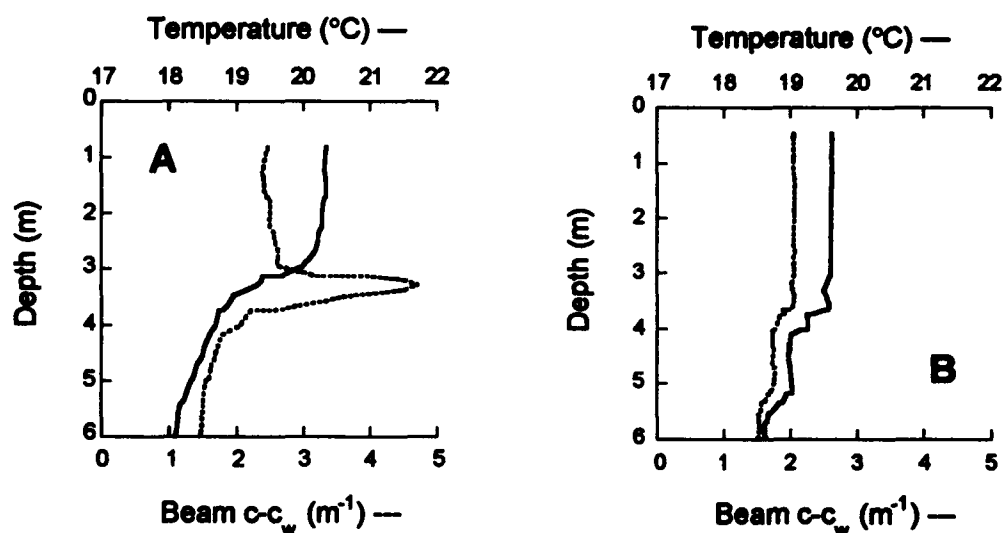 Temperature (°C) —
17 18 19 20 21 22
0
1
2
3
4
5
6
Depth (m)
A
0 1 2 3 4 5
Beam c-c_w (m⁻¹) ---
Temperature (°C) —
17 18 19 20 21 22
0
1
2
3
4
5
6
Depth (m)
B
0 1 2 3 4 5
Beam c-c_w (m⁻¹) —